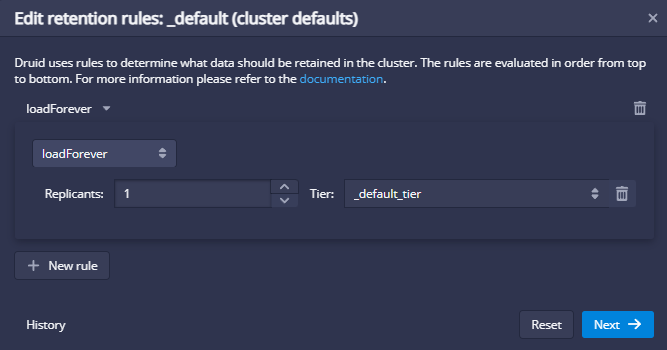 Edit retention rules: _default (cluster defaults)
Druid uses rules to determine what data should be retained in the cluster. The rules are evaluated in order from top
to bottom. For more information please refer to the documentation.
loadForever
loadForever
Replicants: 1 Tier: _default_tier
New rule
History Reset Next